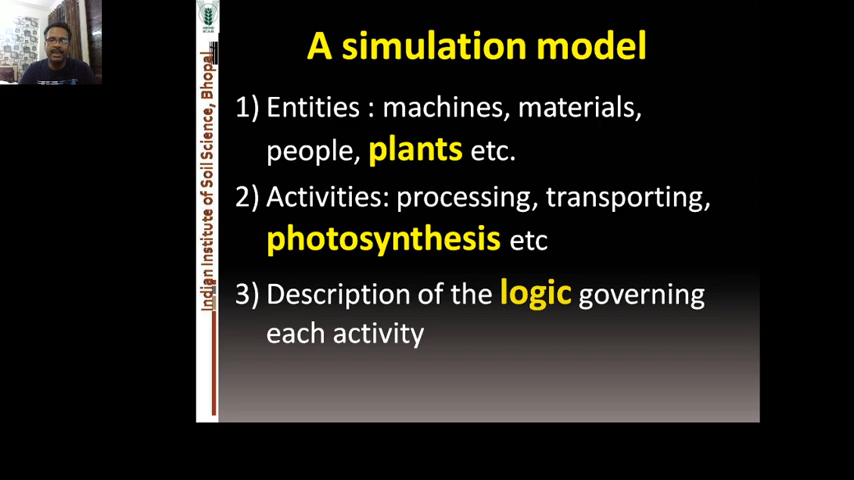 A simulation model
1) Entities : machines, materials,
people, plants etc.
2) Activities: processing, transporting,
photosynthesis etc
3) Description of the logic governing
each activity
Indian Institute of Soil Science, Bhopal